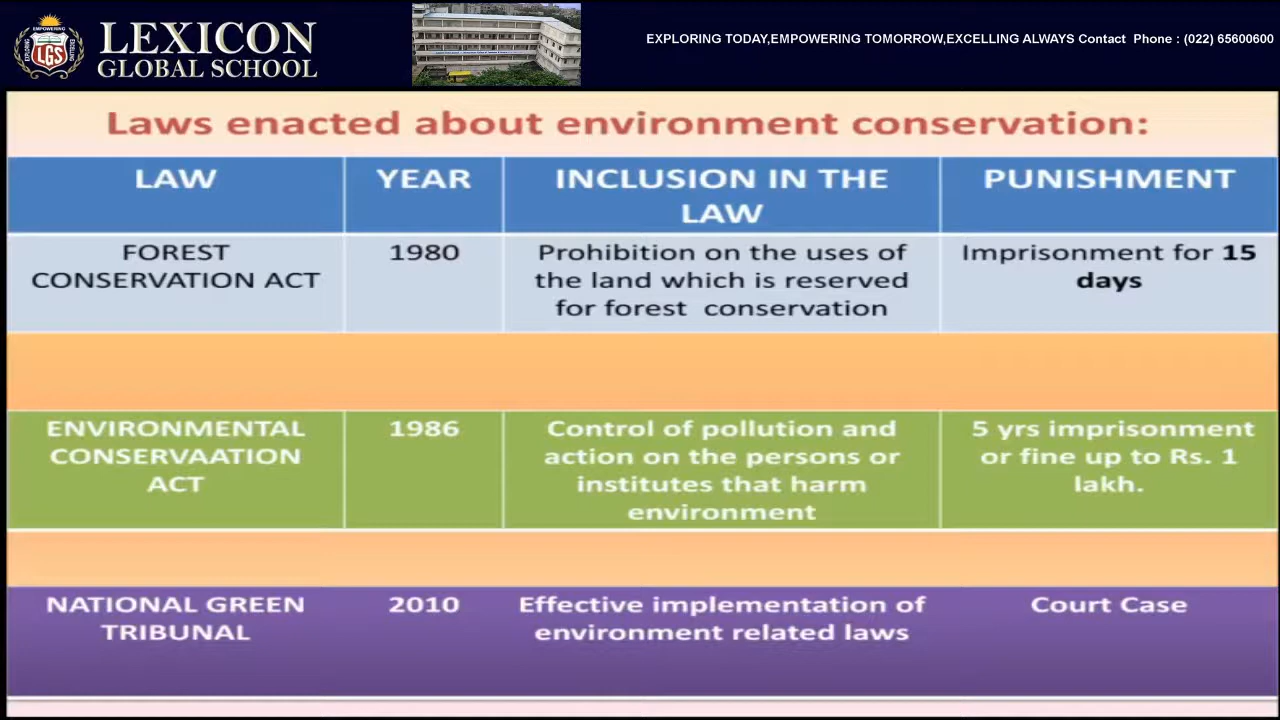 LEXICON
GLOBAL SCHOOL
LGS
EMPOWERING
EXPLORING TODAY,EMPOWERING TOMORROW,EXCELLING ALWAYS Contact Phone : (022) 65600600
Laws enacted about environment conservation:
LAW
YEAR
INCLUSION IN THE
LAW
PUNISHMENT
FOREST
CONSERVATION ACT
1980
Prohibition on the uses of
the land which is reserved
for forest conservation
Imprisonment for 15
days
ENVIRONMENTAL
CONSERVAATION
ACT
1986
Control of pollution and
action on the persons or
institutes that harm
environment
5 yrs imprisonment
or fine up to Rs. 1
lakh.
NATIONAL GREEN
TRIBUNAL
2010
Effective implementation of
environment related laws
Court Case